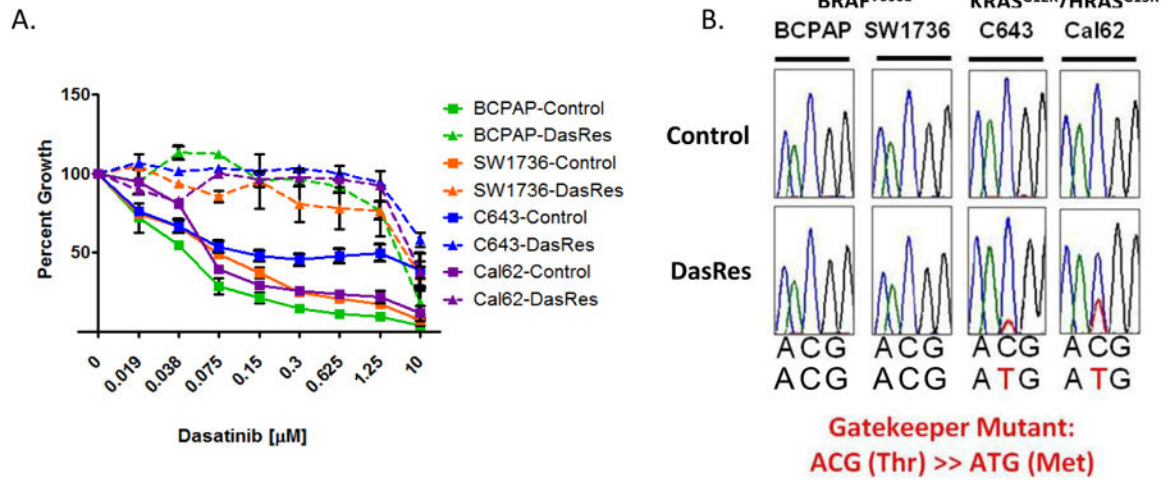 A.
150
100
50
Percent Growth
0 0.019 0.038 0.075 0.15 0.3 0.625 1.25 10
Dasatinib [μM]
BCPAP-Control
BCPAP-DasRes
SW1736-Control
SW1736-DasRes
C643-Control
C643-DasRes
Cal62-Control
Cal62-DasRes
B.
BCPAP SW1736 C643 Cal62
Control
DasRes
ACG ACG ACG ACG
ACG ACG ATG ATG
Gatekeeper Mutant:
ACG (Thr) >> ATG (Met)